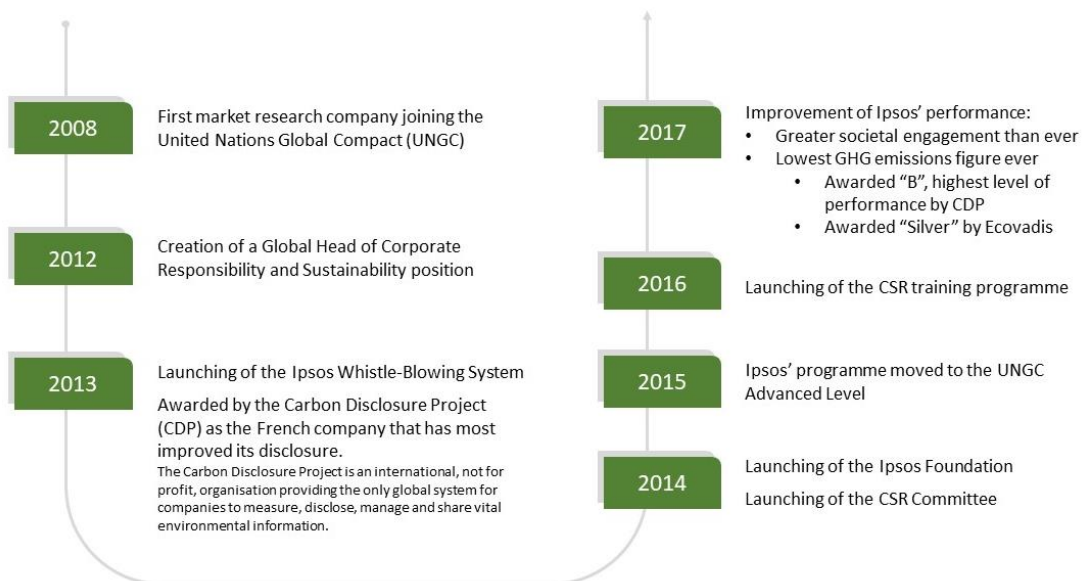 2008
First market research company joining the
United Nations Global Compact (UNGC)
2012
Creation of a Global Head of Corporate
Responsibility and Sustainability position
2013
Launching of the Ipsos Whistle-Blowing System
Awarded by the Carbon Disclosure Project
(CDP) as the French company that has most
improved its disclosure.
The Carbon Disclosure Project is an international, not for
profit, organisation providing the only global system for
companies to measure, disclose, manage and share vital
environmental information.
2014
Launching of the Ipsos Foundation
Launching of the CSR Committee
2015
Ipsos' programme moved to the UNGC
Advanced Level
2016
Launching of the CSR training programme
2017
Improvement of Ipsos' performance:
• Greater societal engagement than ever
• Lowest GHG emissions figure ever
• Awarded “B”, highest level of
performance by CDP
• Awarded “Silver” by Ecovadis